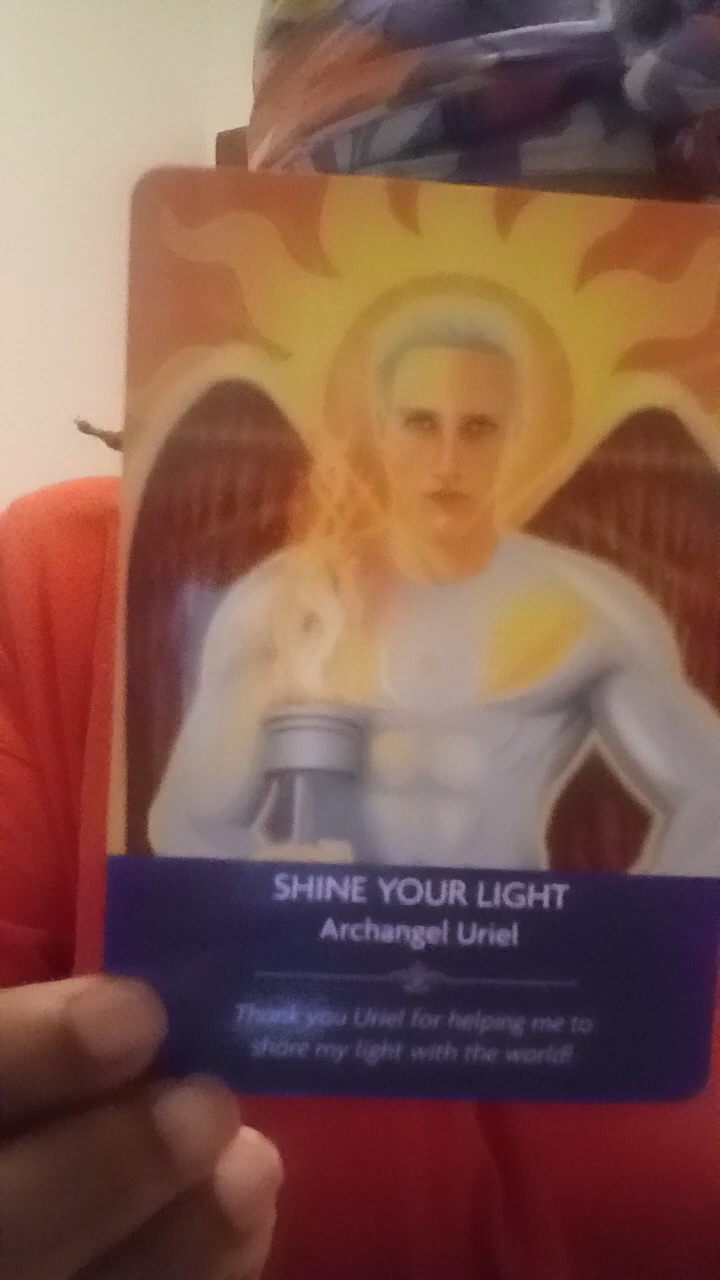 SHINE YOUR LIGHT
Archangel Uriel
Thank you Uriel for helping me to
share my light with the world!